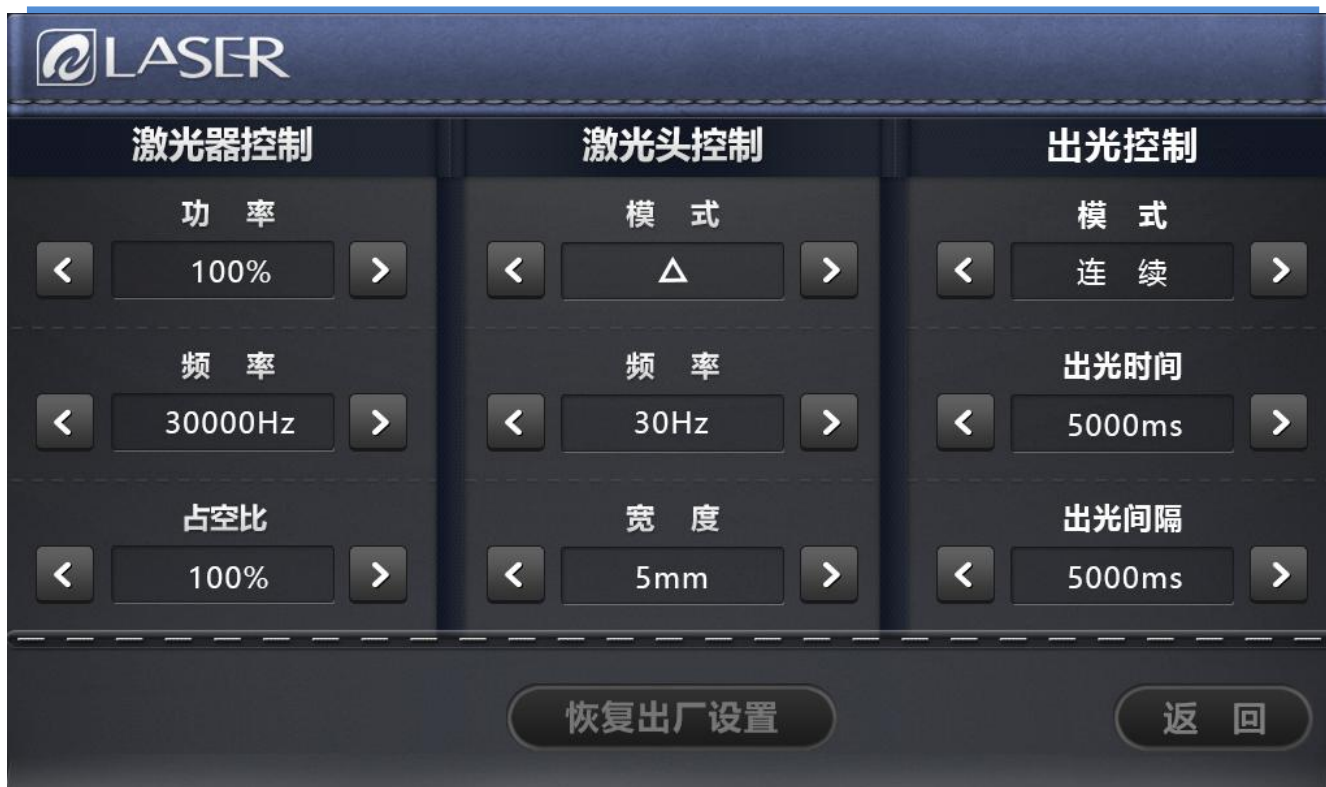 LASER
激光器控制 激光头控制 出光控制
功 率 模 式 模 式
100% △ 连 续
频 率 频 率 出光时间
30000Hz 30Hz 5000ms
占空比 宽 度 出光间隔
100% 5mm 5000ms
恢复出厂设置 返 回